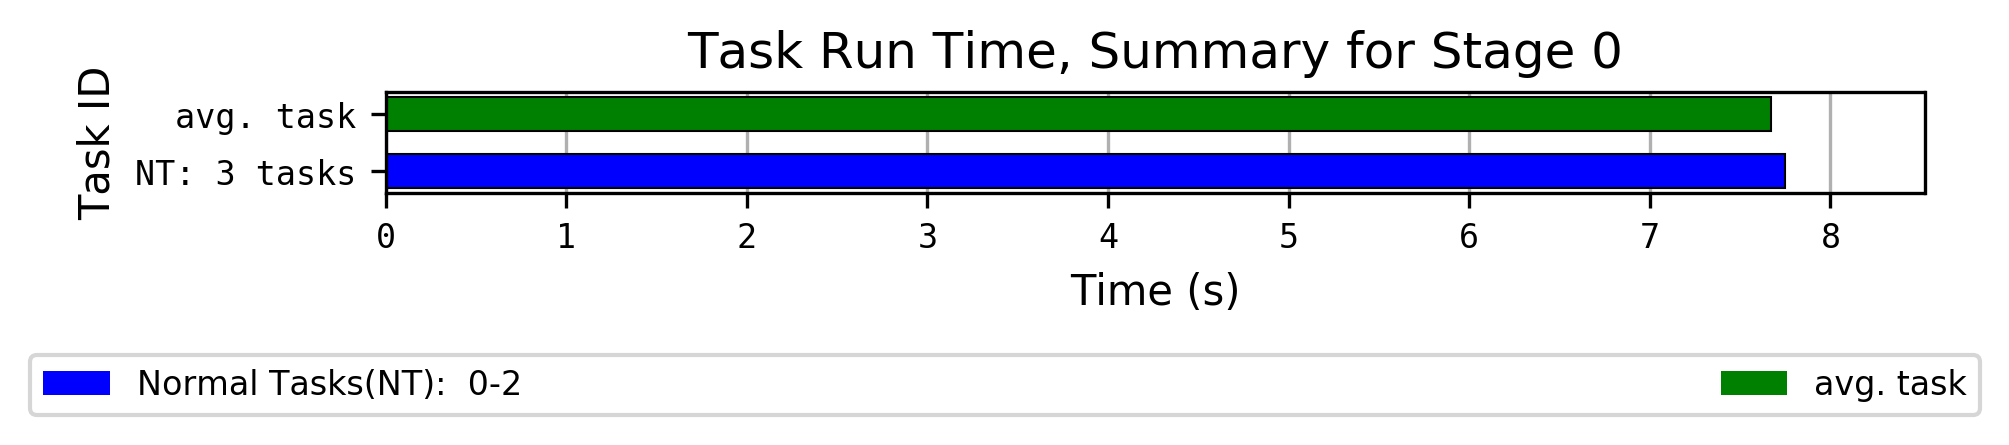 Task Run Time, Summary for Stage 0
Task ID
avg. task
NT: 3 tasks
0 1 2 3 4 5 6 7 8
Time (s)
Normal Tasks(NT):  0-2
avg. task